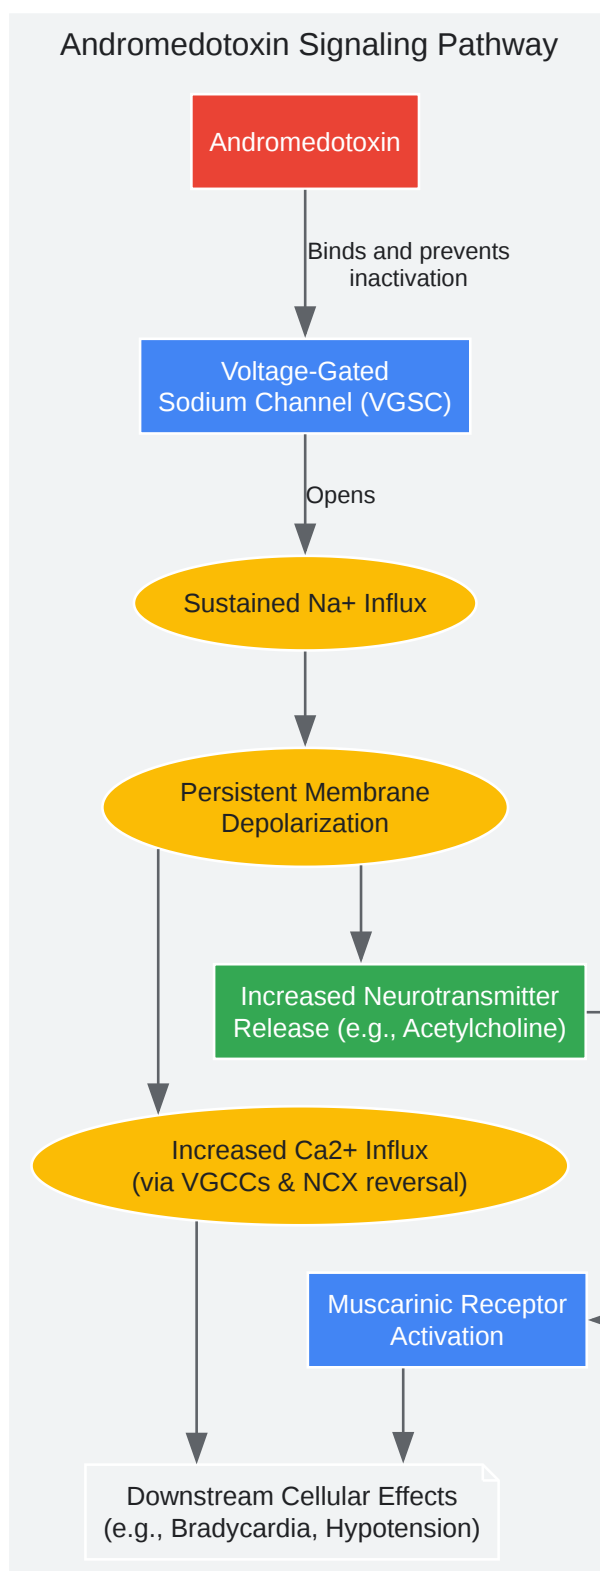 Andromedotoxin Signaling Pathway
Andromedotoxin
Binds and prevents
inactivation
Voltage-Gated
Sodium Channel (VGSC)
Opens
Sustained Na+ Influx
Persistent Membrane
Depolarization
Increased Neurotransmitter
Release (e.g., Acetylcholine)
Increased Ca2+ Influx
(via VGCCs & NCX reversal)
Muscarinic Receptor
Activation
Downstream Cellular Effects
(e.g., Bradycardia, Hypotension)